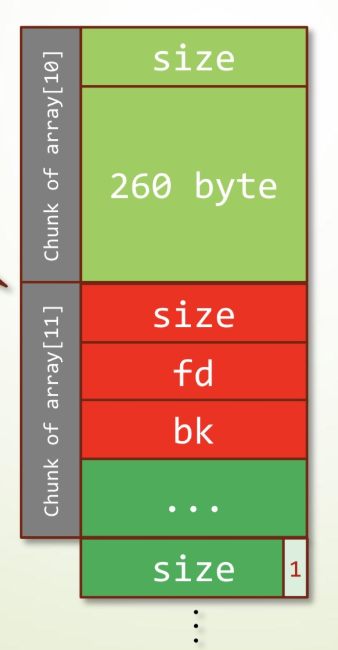 Chunk of array[10]
size
260 byte
Chunk of array[11]
size
fd
bk
...
size
1
⋮